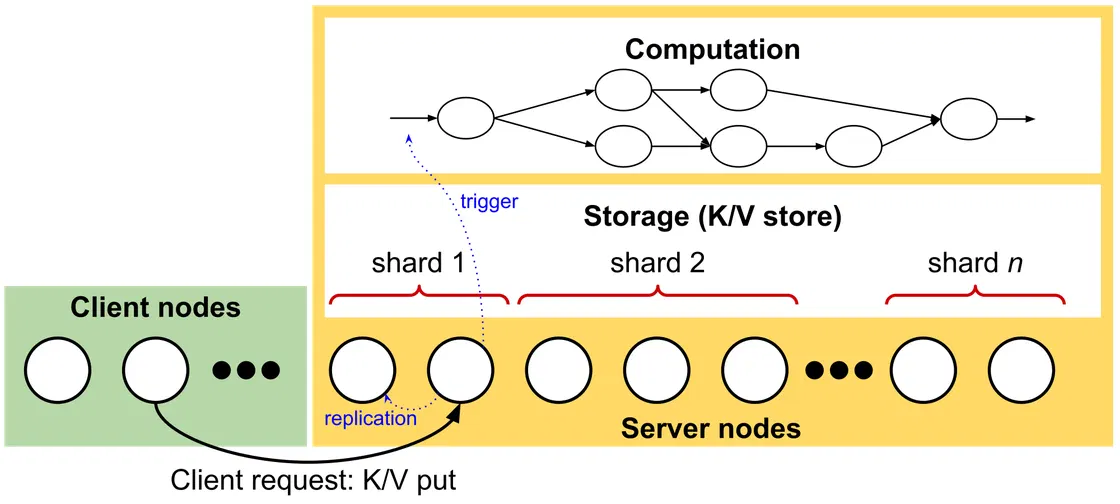 Computation
trigger
Storage (K/V store)
shard 1
shard 2
shard n
Client nodes
replication
Server nodes
Client request: K/V put